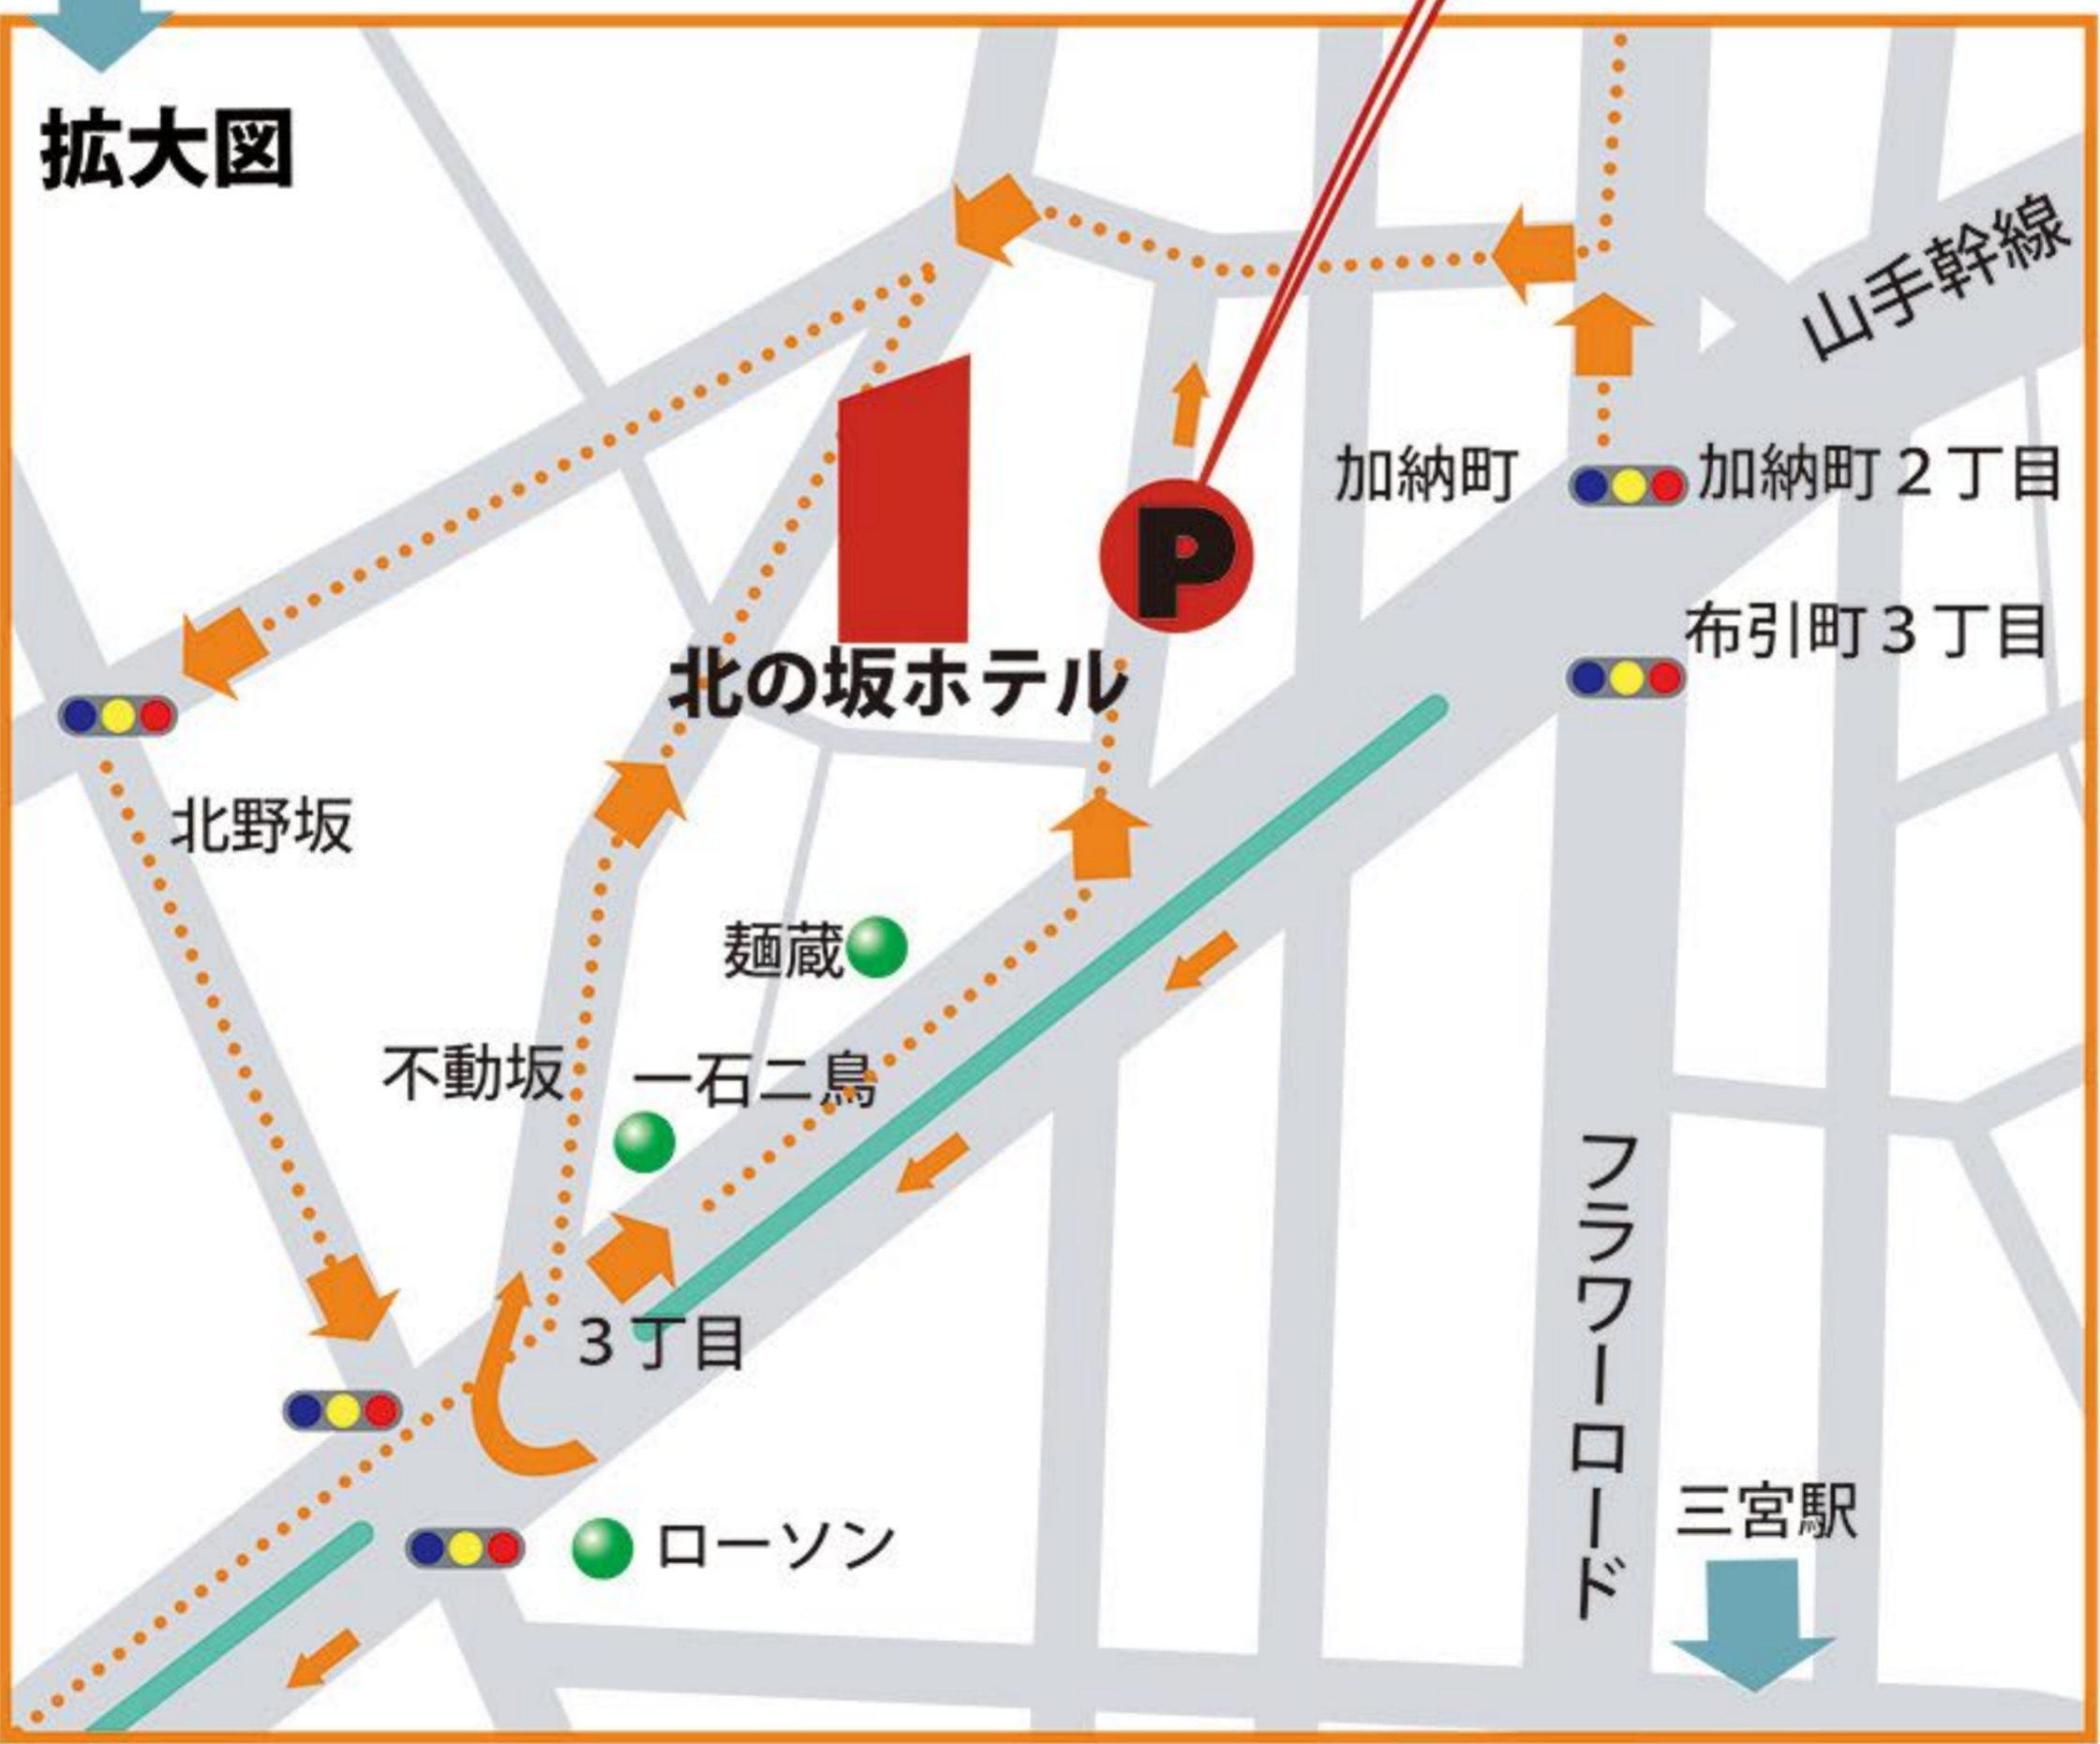 拡大図
山手幹線
加納町
加納町2丁目
P
布引町3丁目
北の坂ホテル
北野坂
麺蔵
不動坂
一石二鳥
フラワーロード
3丁目
三宮駅
ローソン